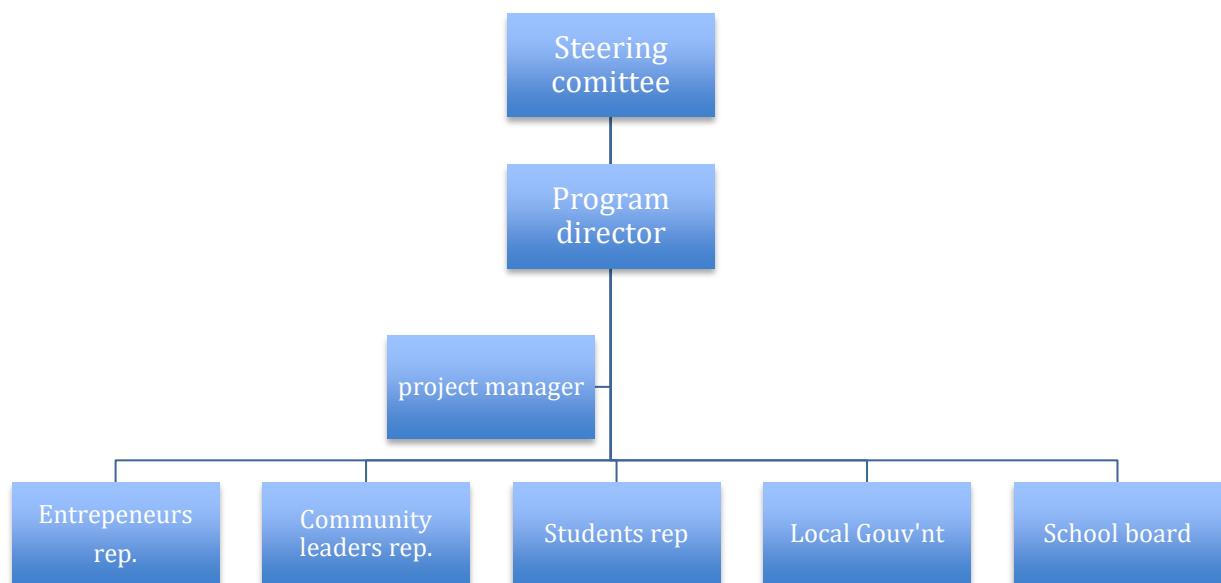 Steering
comittee
Program
director
project manager
Entrepeneurs
rep.
Community
leaders rep.
Students rep
Local Gouv'nt
School board